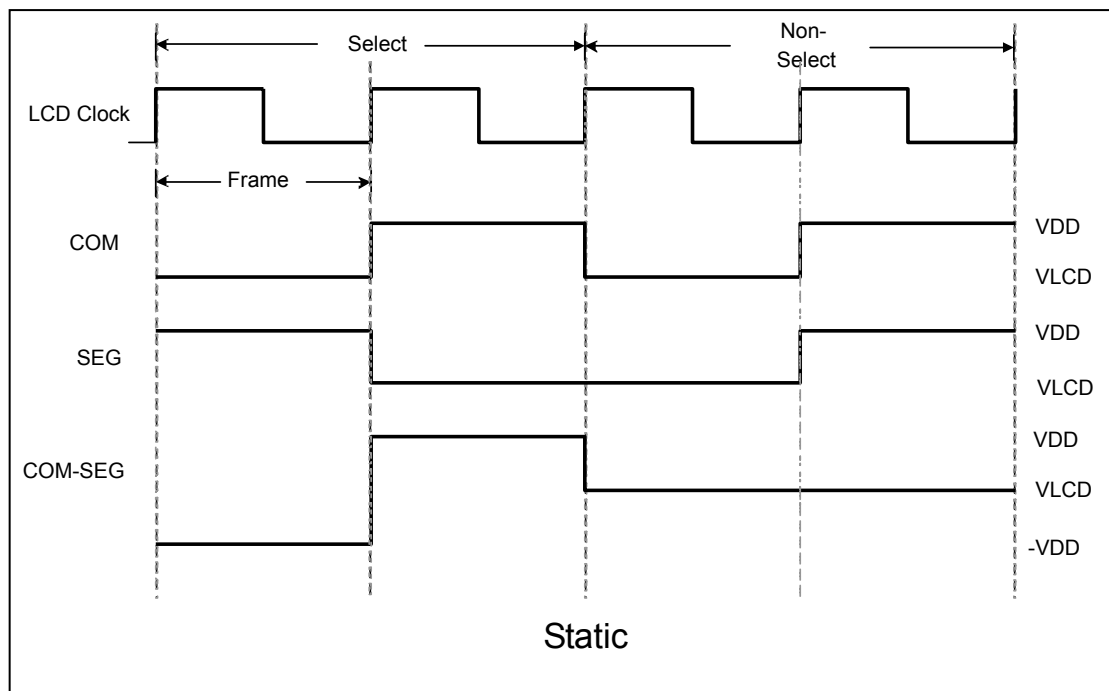 Select
Non-
Select
LCD Clock
Frame
COM
VDD
VLCD
SEG
VDD
VLCD
COM-SEG
VDD
VLCD
-VDD
Static